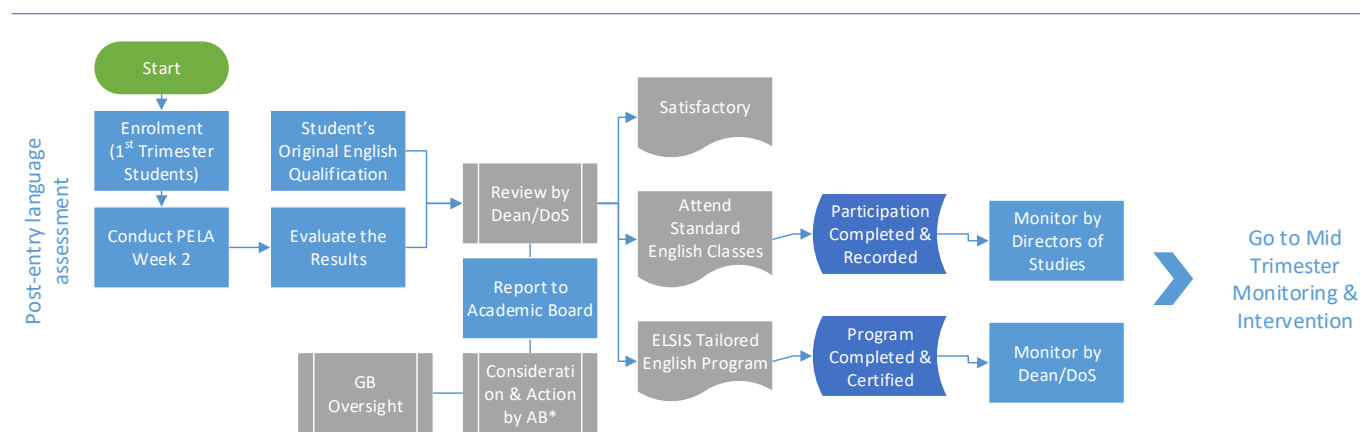 Post-entry language
assessment
Start
Enrolment
(1st Trimester
Students)
Conduct PELA
Week 2
Student's
Original English
Qualification
Evaluate the
Results
Review by
Dean/DoS
Report to
Academic Board
Considerati
on & Action
by AB*
GB
Oversight
Satisfactory
Attend
Standard
English Classes
ELSIS Tailored
English Program
Participation
Completed &
Recorded
Program
Completed &
Certified
Monitor by
Directors of
Studies
Monitor by
Dean/DoS
Go to Mid
Trimester
Monitoring &
Intervention